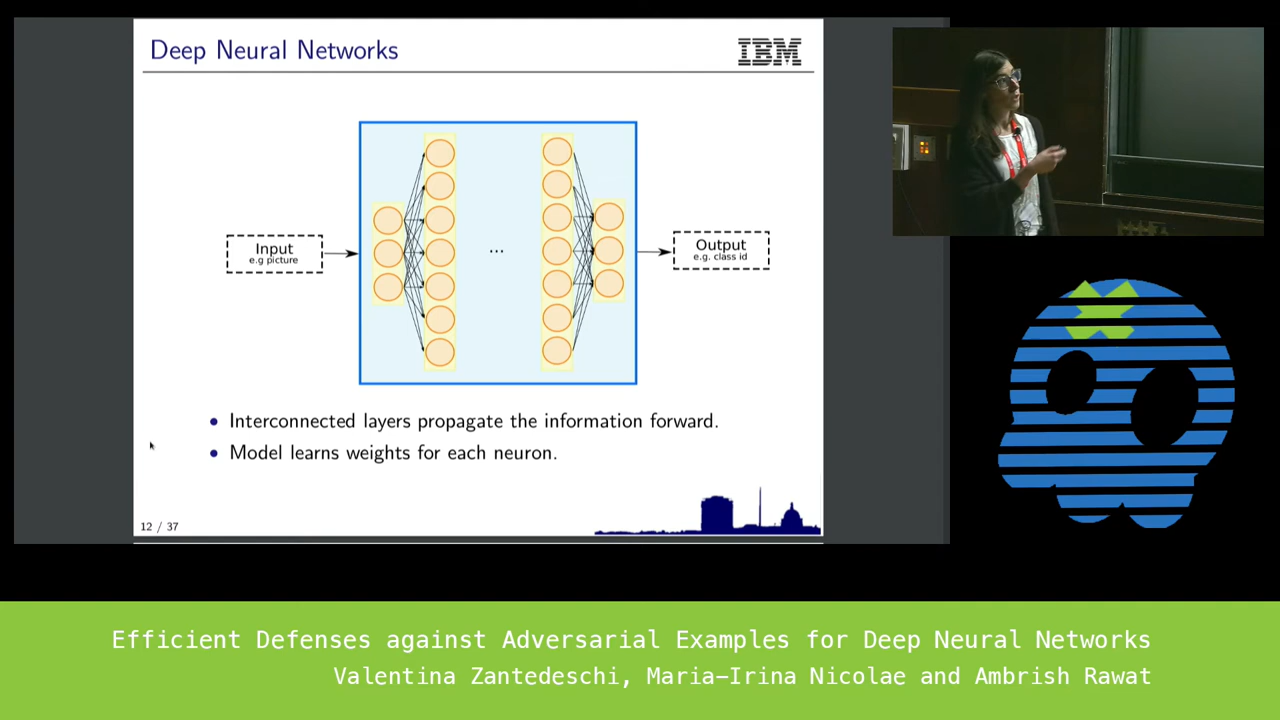 Deep Neural Networks
IBM
Input
e.g picture
...
Output
e.g. class id
• Interconnected layers propagate the information forward.
• Model learns weights for each neuron.
12 / 37
Efficient Defenses against Adversarial Examples for Deep Neural Networks
Valentina Zantedeschi, Maria-Irina Nicolae and Ambrish Rawat